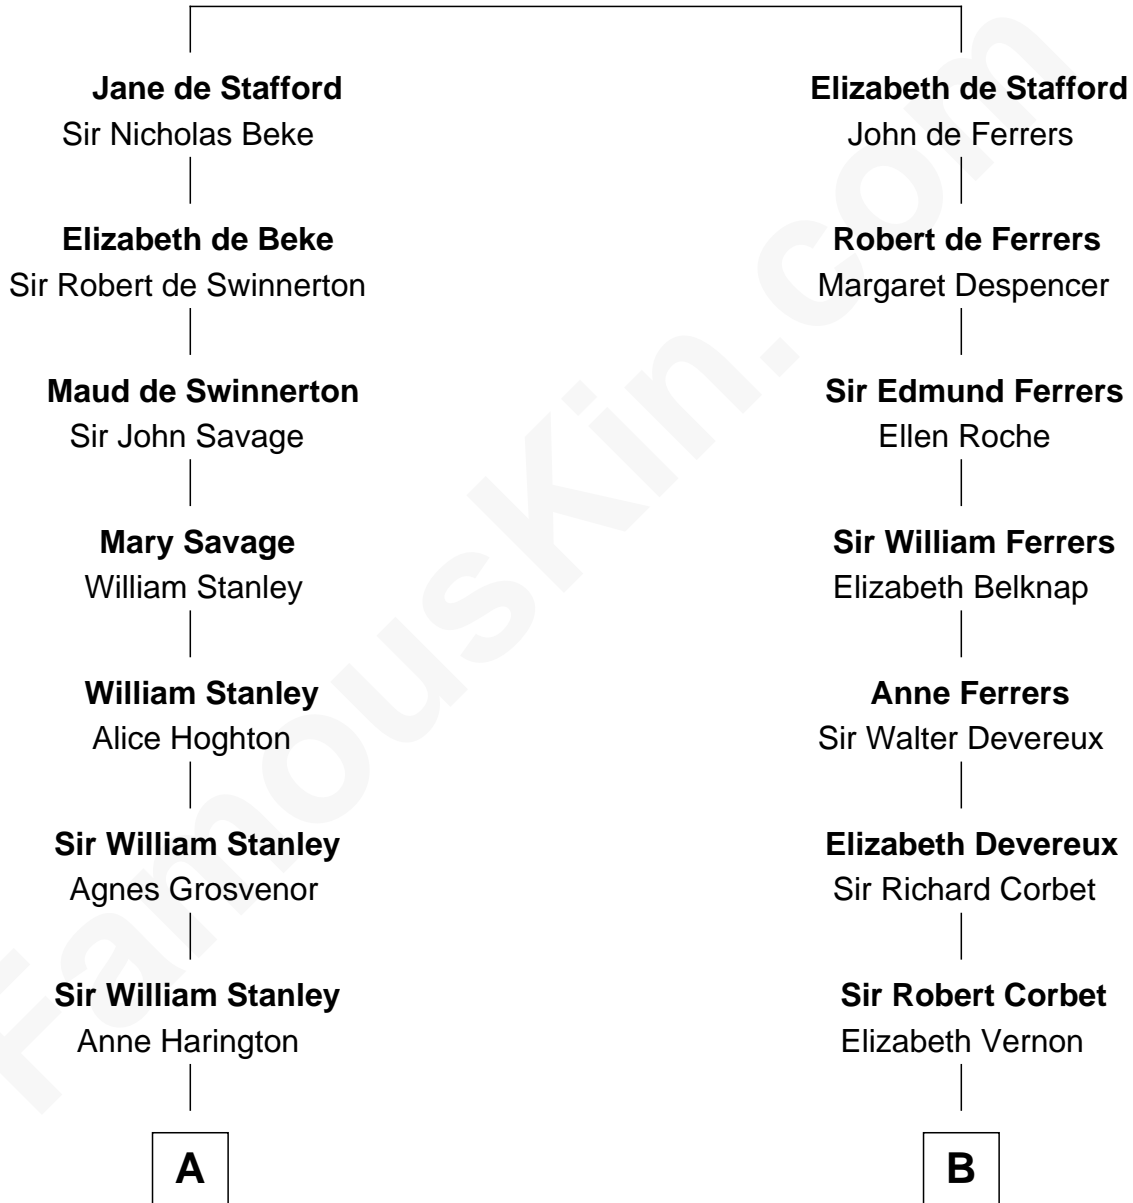 Jane de Stafford
Sir Nicholas Beke
Elizabeth de Beke
Sir Robert de Swinnerton
Maud de Swinnerton
Sir John Savage
Mary Savage
William Stanley
William Stanley
Alice Hoghton
Sir William Stanley
Agnes Grosvenor
Sir William Stanley
Anne Harington
A
Elizabeth de Stafford
John de Ferrers
Robert de Ferrers
Margaret Despencer
Sir Edmund Ferrers
Ellen Roche
Sir William Ferrers
Elizabeth Belknap
Anne Ferrers
Sir Walter Devereux
Elizabeth Devereux
Sir Richard Corbet
Sir Robert Corbet
Elizabeth Vernon
B
FamousKin.com